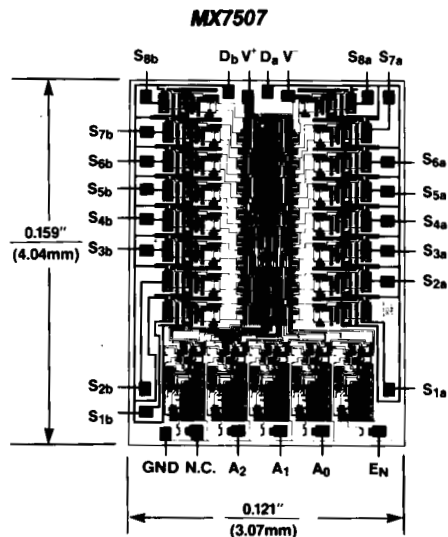 MX7507
S8b Db V+ Da V− S8a S7a
S7b
S6b S6a
S5b S5a
S4b S4a
S3b S3a
S2a
0.159"
(4.04mm)
S2b S1a
S1b
GND N.C. A2 A1 A0 EN
0.121"
(3.07mm)